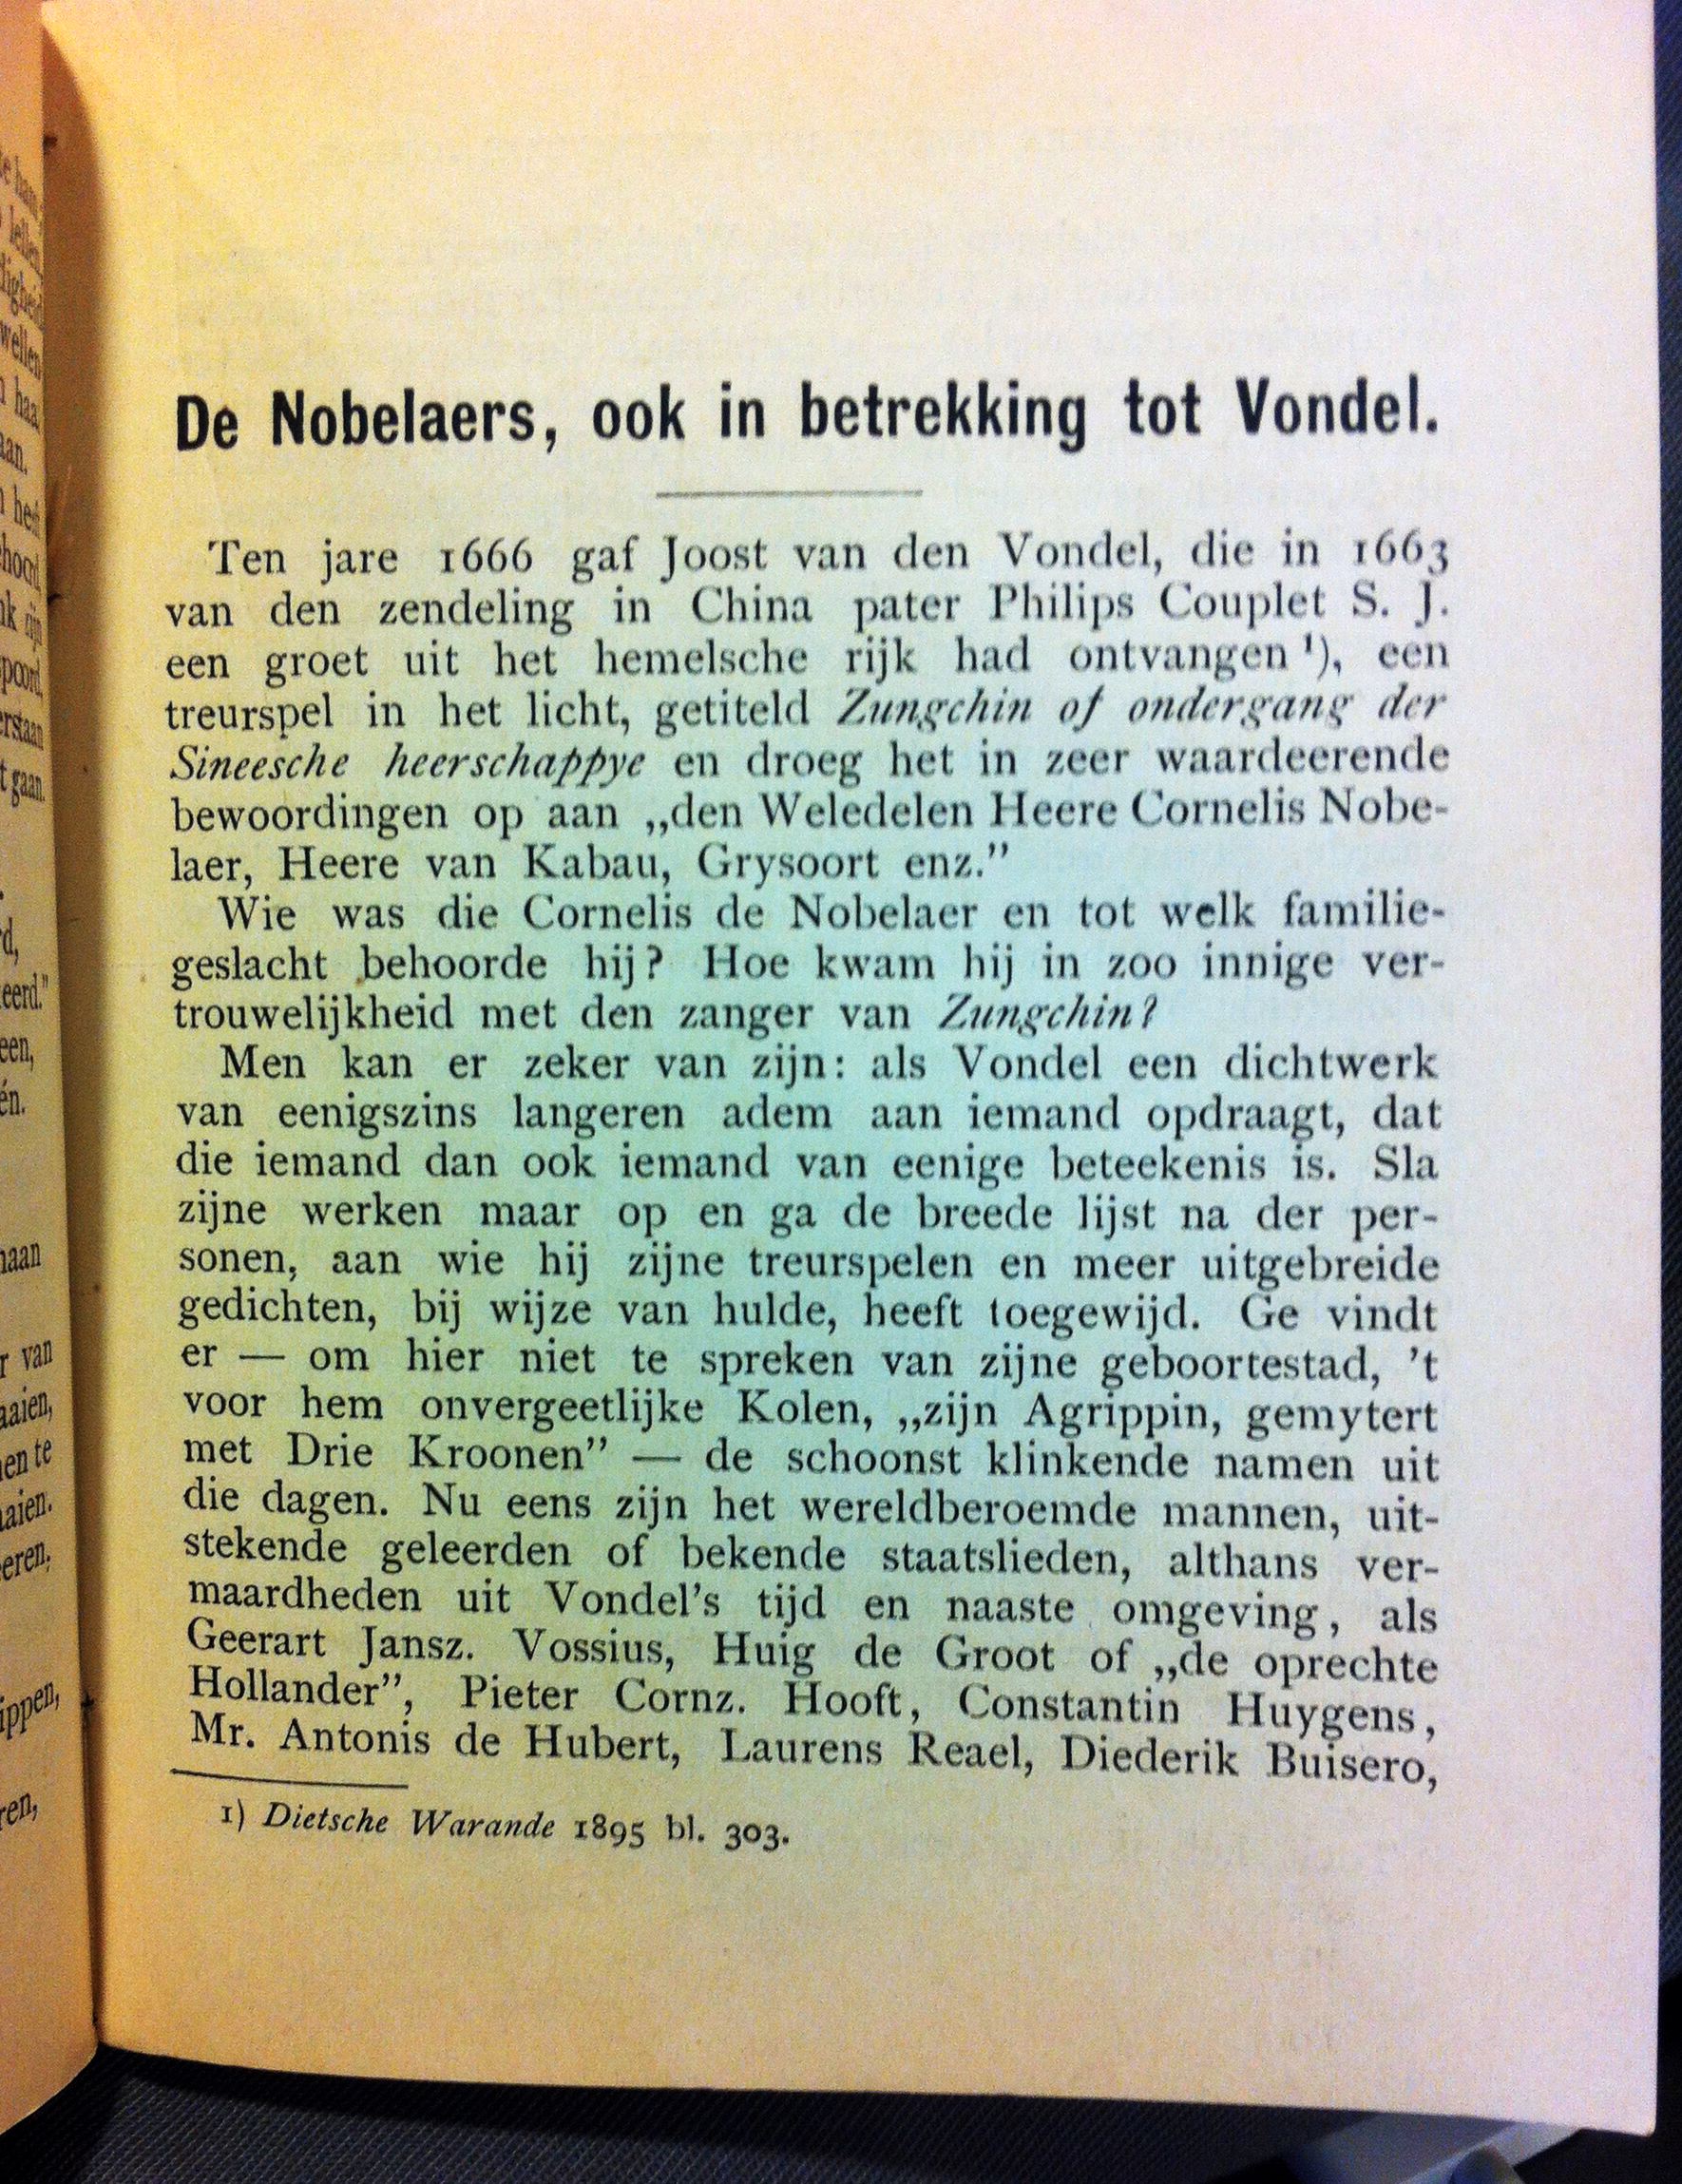 De Nobelaers, ook in betrekking tot Vondel.
Ten jare 1666 gaf Joost van den Vondel, die in 1663
van den zendeling in China pater Philips Couplet S. J.
een groet uit het hemelsche rijk had ontvangen ¹), een
treurspel in het licht, getiteld Zungchin of ondergang der
Sineesche heerschappye en droeg het in zeer waardeerende
bewoordingen op aan „den Weledelen Heere Cornelis Nobe-
laer, Heere van Kabau, Grysoort enz.”
Wie was die Cornelis de Nobelaer en tot welk familie-
geslacht behoorde hij? Hoe kwam hij in zoo innige ver-
trouwelijkheid met den zanger van Zungchin?
Men kan er zeker van zijn: als Vondel een dichtwerk
van eenigszins langeren adem aan iemand opdraagt, dat
die iemand dan ook iemand van eenige beteekenis is. Sla
zijne werken maar op en ga de breede lijst na der per-
sonen, aan wie hij zijne treurspelen en meer uitgebreide
gedichten, bij wijze van hulde, heeft toegewijd. Ge vindt
er — om hier niet te spreken van zijne geboortestad, ’t
voor hem onvergeetlijke Kolen, „zijn Agrippin, gemytert
met Drie Kroonen” — de schoonst klinkende namen uit
die dagen. Nu eens zijn het wereldberoemde mannen, uit-
stekende geleerden of bekende staatslieden, althans ver-
maardheden uit Vondel’s tijd en naaste omgeving, als
Geerart Jansz. Vossius, Huig de Groot of „de oprechte
Hollander”, Pieter Cornz. Hooft, Constantin Huygens,
Mr. Antonis de Hubert, Laurens Reael, Diederik Buisero,
1) Dietsche Warande 1895 bl. 303.